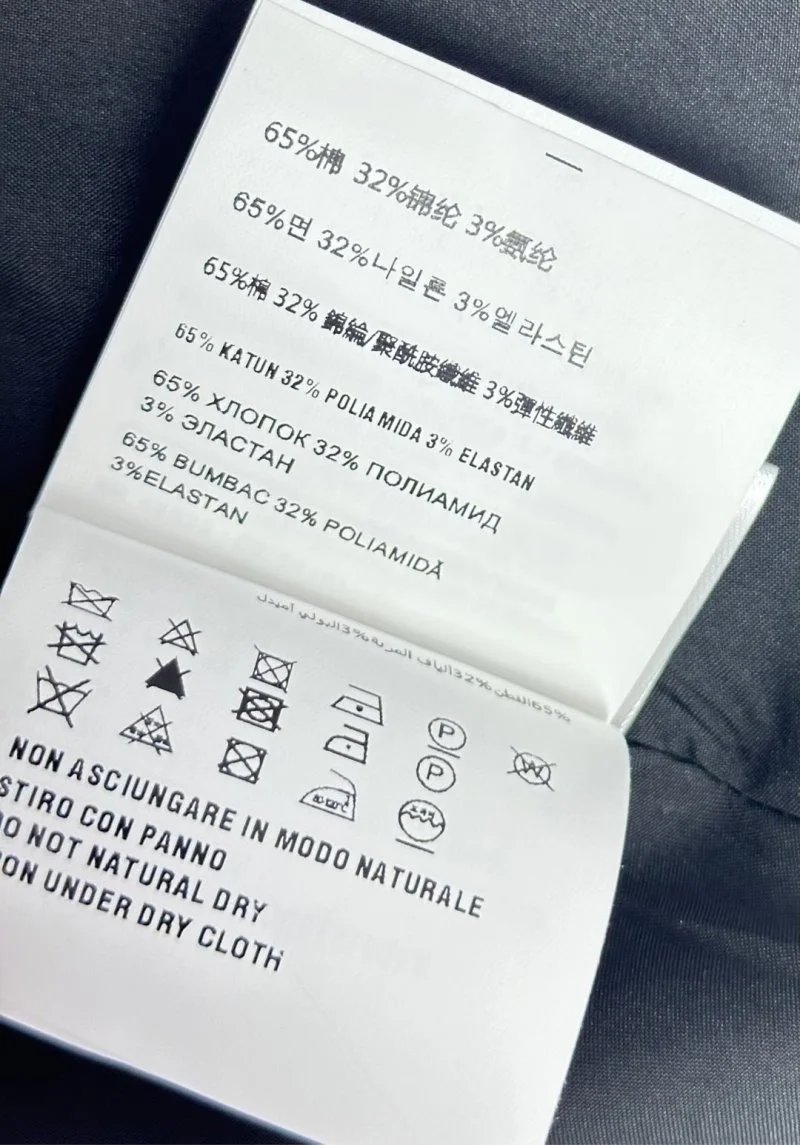 65%棉 32%锦纶 3%氨纶
65%면 32%나일론 3%엘라스틴
65%棉 32% 錦綸/聚酰胺纖維 3%彈性纖維
65% KATUN 32% POLIAMIDA 3% ELASTAN
65% ХЛОПОК 32% ПОЛИАМИД
3% ЭЛАСТАН
65% BUMBAC 32% POLIAMIDĂ
3%ELASTAN
P
W
P
NON ASCIUNGARE IN MODO NATURALE
STIRO CON PANNO
DO NOT NATURAL DRY
UNDER DRY CLOTH